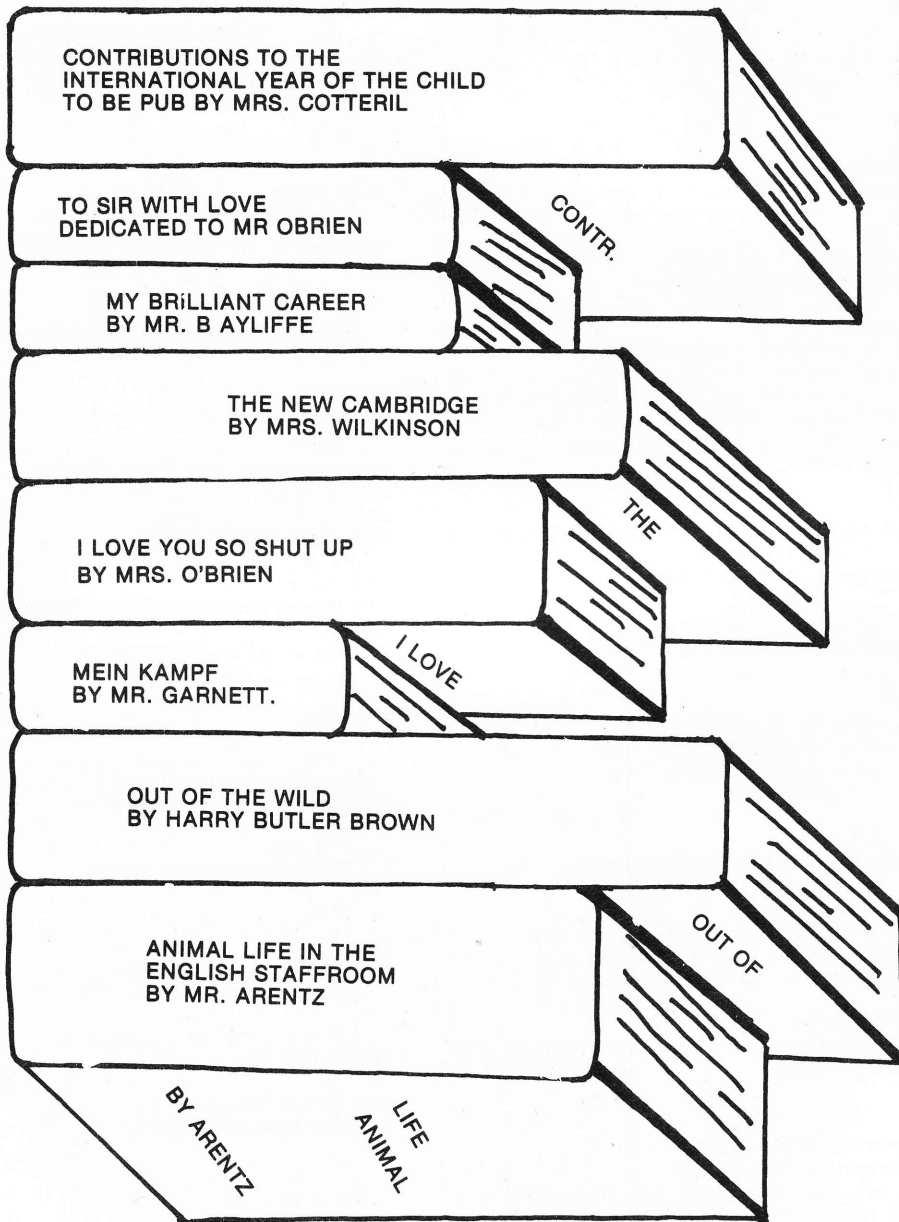 CONTRIBUTIONS TO THE
INTERNATIONAL YEAR OF THE CHILD
TO BE PUB BY MRS. COTTERIL
CONTR.
TO SIR WITH LOVE
DEDICATED TO MR OBRIEN
MY BRILLIANT CAREER
BY MR. B AYLIFFE
THE NEW CAMBRIDGE
BY MRS. WILKINSON
THE
I LOVE YOU SO SHUT UP
BY MRS. O'BRIEN
I LOVE
MEIN KAMPF
BY MR. GARNETT.
OUT OF THE WILD
BY HARRY BUTLER BROWN
OUT OF
ANIMAL LIFE IN THE
ENGLISH STAFFROOM
BY MR. ARENTZ
BY ARENTZ
LIFE
ANIMAL